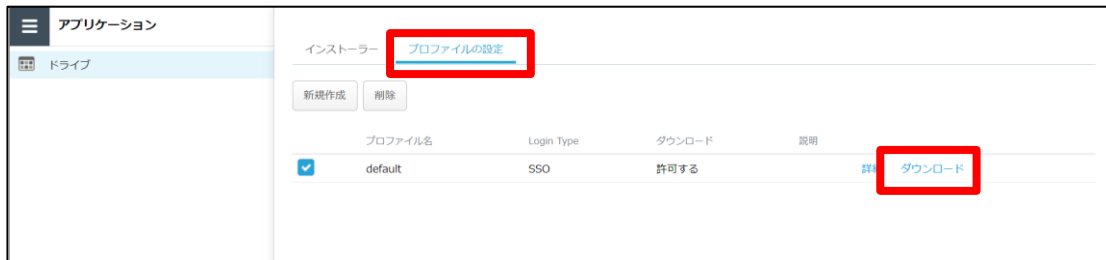 アプリケーション
ドライブ
インストーラー プロファイルの設定
新規作成 削除
プロファイル名 Login Type ダウンロード 説明
default SSO 許可する 詳細 ダウンロード